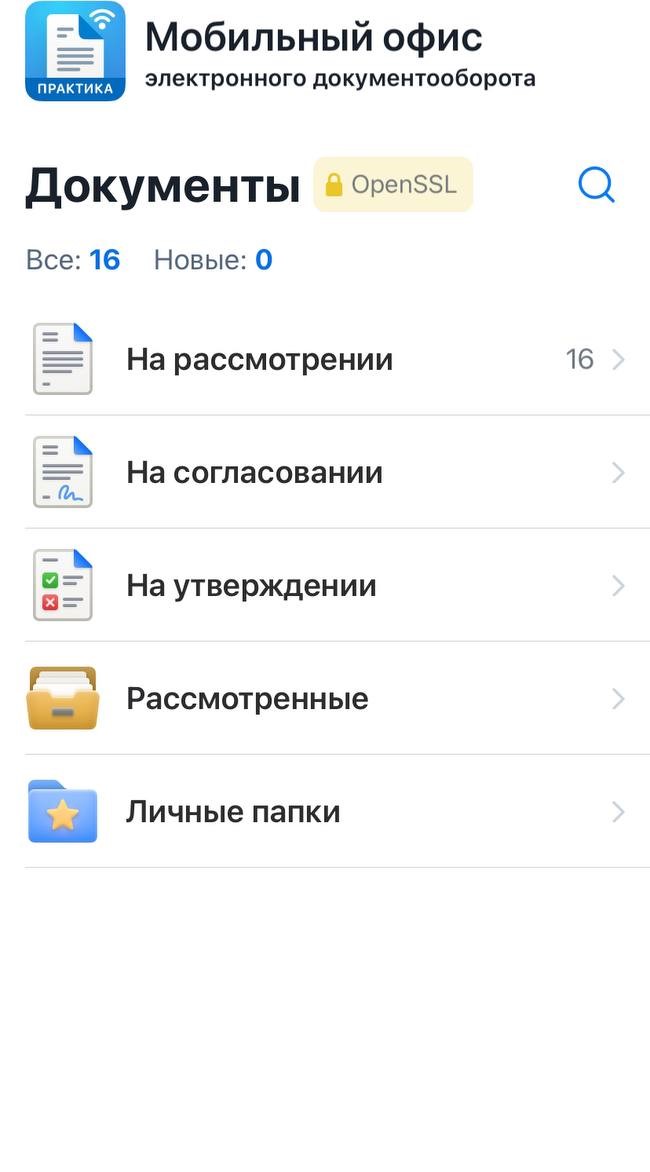 Мобильный офис
электронного документооборота
ПРАКТИКА
Документы OpenSSL
Все: 16 Новые: 0
На рассмотрении 16
На согласовании
На утверждении
Рассмотренные
Личные папки